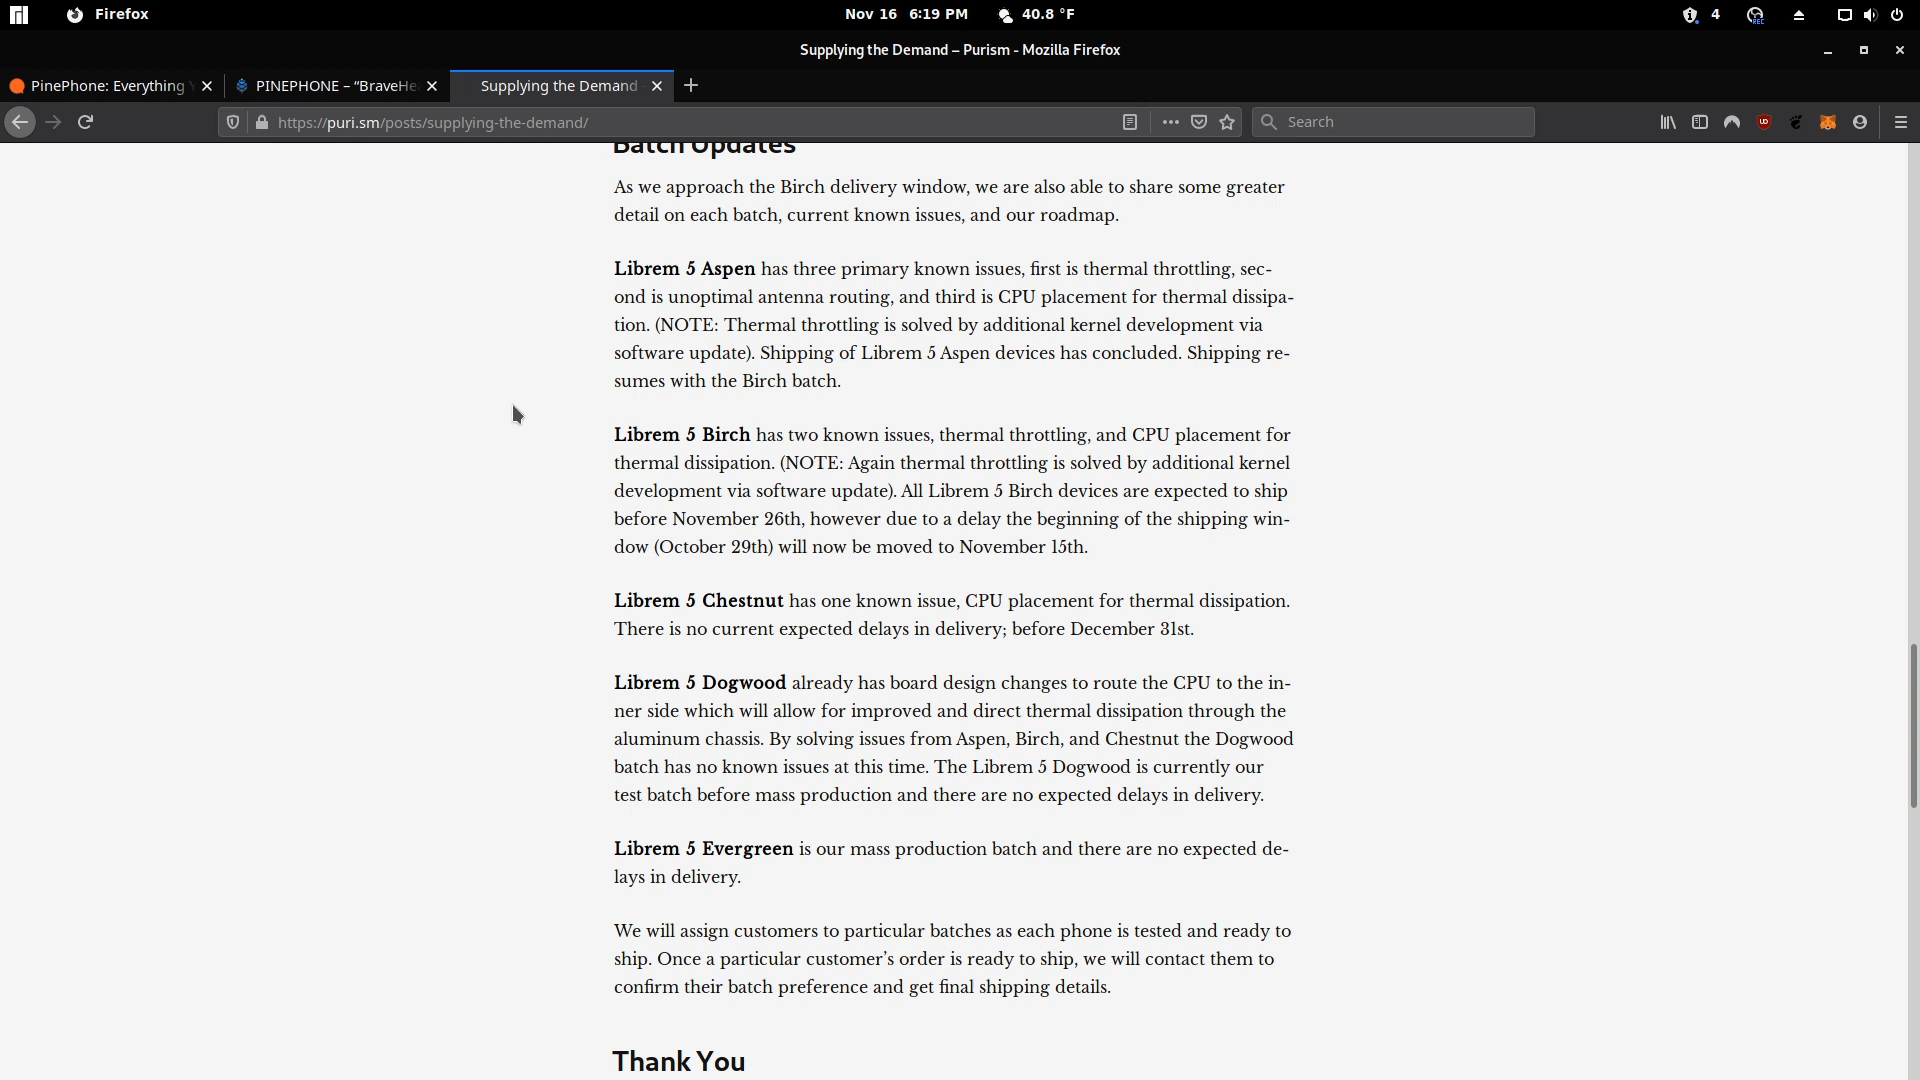 Firefox
Nov 16 6:19 PM
40.8 °F
4
Supplying the Demand – Purism - Mozilla Firefox
PinePhone: Everything
PINEPHONE – “BraveHe
Supplying the Demand
https://puri.sm/posts/supplying-the-demand/
Search
Batch Updates
As we approach the Birch delivery window, we are also able to share some greater
detail on each batch, current known issues, and our roadmap.
Librem 5 Aspen has three primary known issues, first is thermal throttling, sec-
ond is unoptimal antenna routing, and third is CPU placement for thermal dissipa-
tion. (NOTE: Thermal throttling is solved by additional kernel development via
software update). Shipping of Librem 5 Aspen devices has concluded. Shipping re-
sumes with the Birch batch.
Librem 5 Birch has two known issues, thermal throttling, and CPU placement for
thermal dissipation. (NOTE: Again thermal throttling is solved by additional kernel
development via software update). All Librem 5 Birch devices are expected to ship
before November 26th, however due to a delay the beginning of the shipping win-
dow (October 29th) will now be moved to November 15th.
Librem 5 Chestnut has one known issue, CPU placement for thermal dissipation.
There is no current expected delays in delivery; before December 31st.
Librem 5 Dogwood already has board design changes to route the CPU to the in-
ner side which will allow for improved and direct thermal dissipation through the
aluminum chassis. By solving issues from Aspen, Birch, and Chestnut the Dogwood
batch has no known issues at this time. The Librem 5 Dogwood is currently our
test batch before mass production and there are no expected delays in delivery.
Librem 5 Evergreen is our mass production batch and there are no expected de-
lays in delivery.
We will assign customers to particular batches as each phone is tested and ready to
ship. Once a particular customer’s order is ready to ship, we will contact them to
confirm their batch preference and get final shipping details.
Thank You